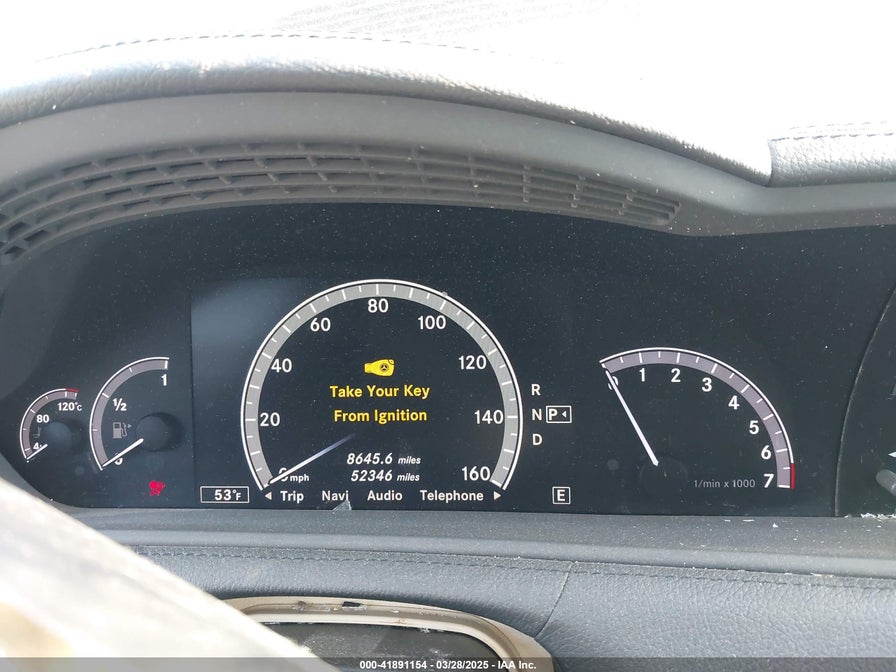 80
60
100
40
120
20
140
0
mph
160
Take Your Key
From Ignition
8645.6 miles
52346 miles
Trip Navi Audio Telephone
1
½
120°c
80
53°F
R
N P
D
E
1
2
3
4
5
6
7
1/min x 1000
000-41891154 — 03/28/2025 — IAA Inc.